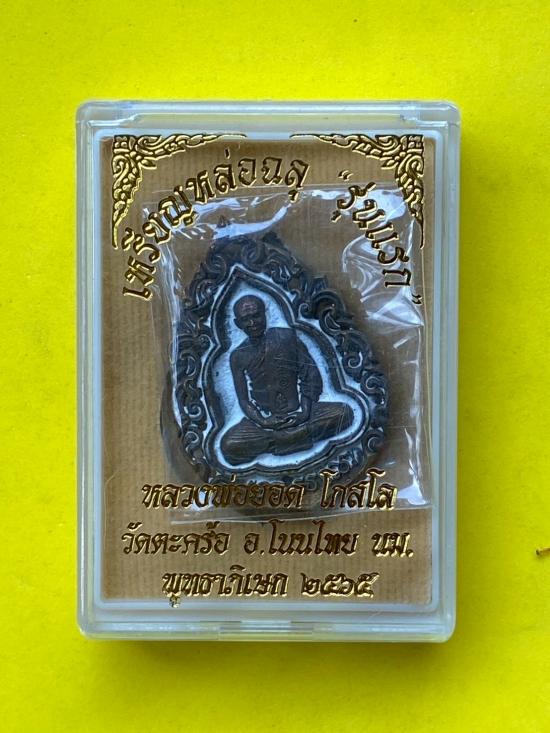 เหรียญหล่อฉลุ "รุ่นแรก"
หลวงพ่อยอด โกสโล
วัดตะคร้อ อ.โนนไทย นม.
พุทธาภิเษก ๒๕๖๕